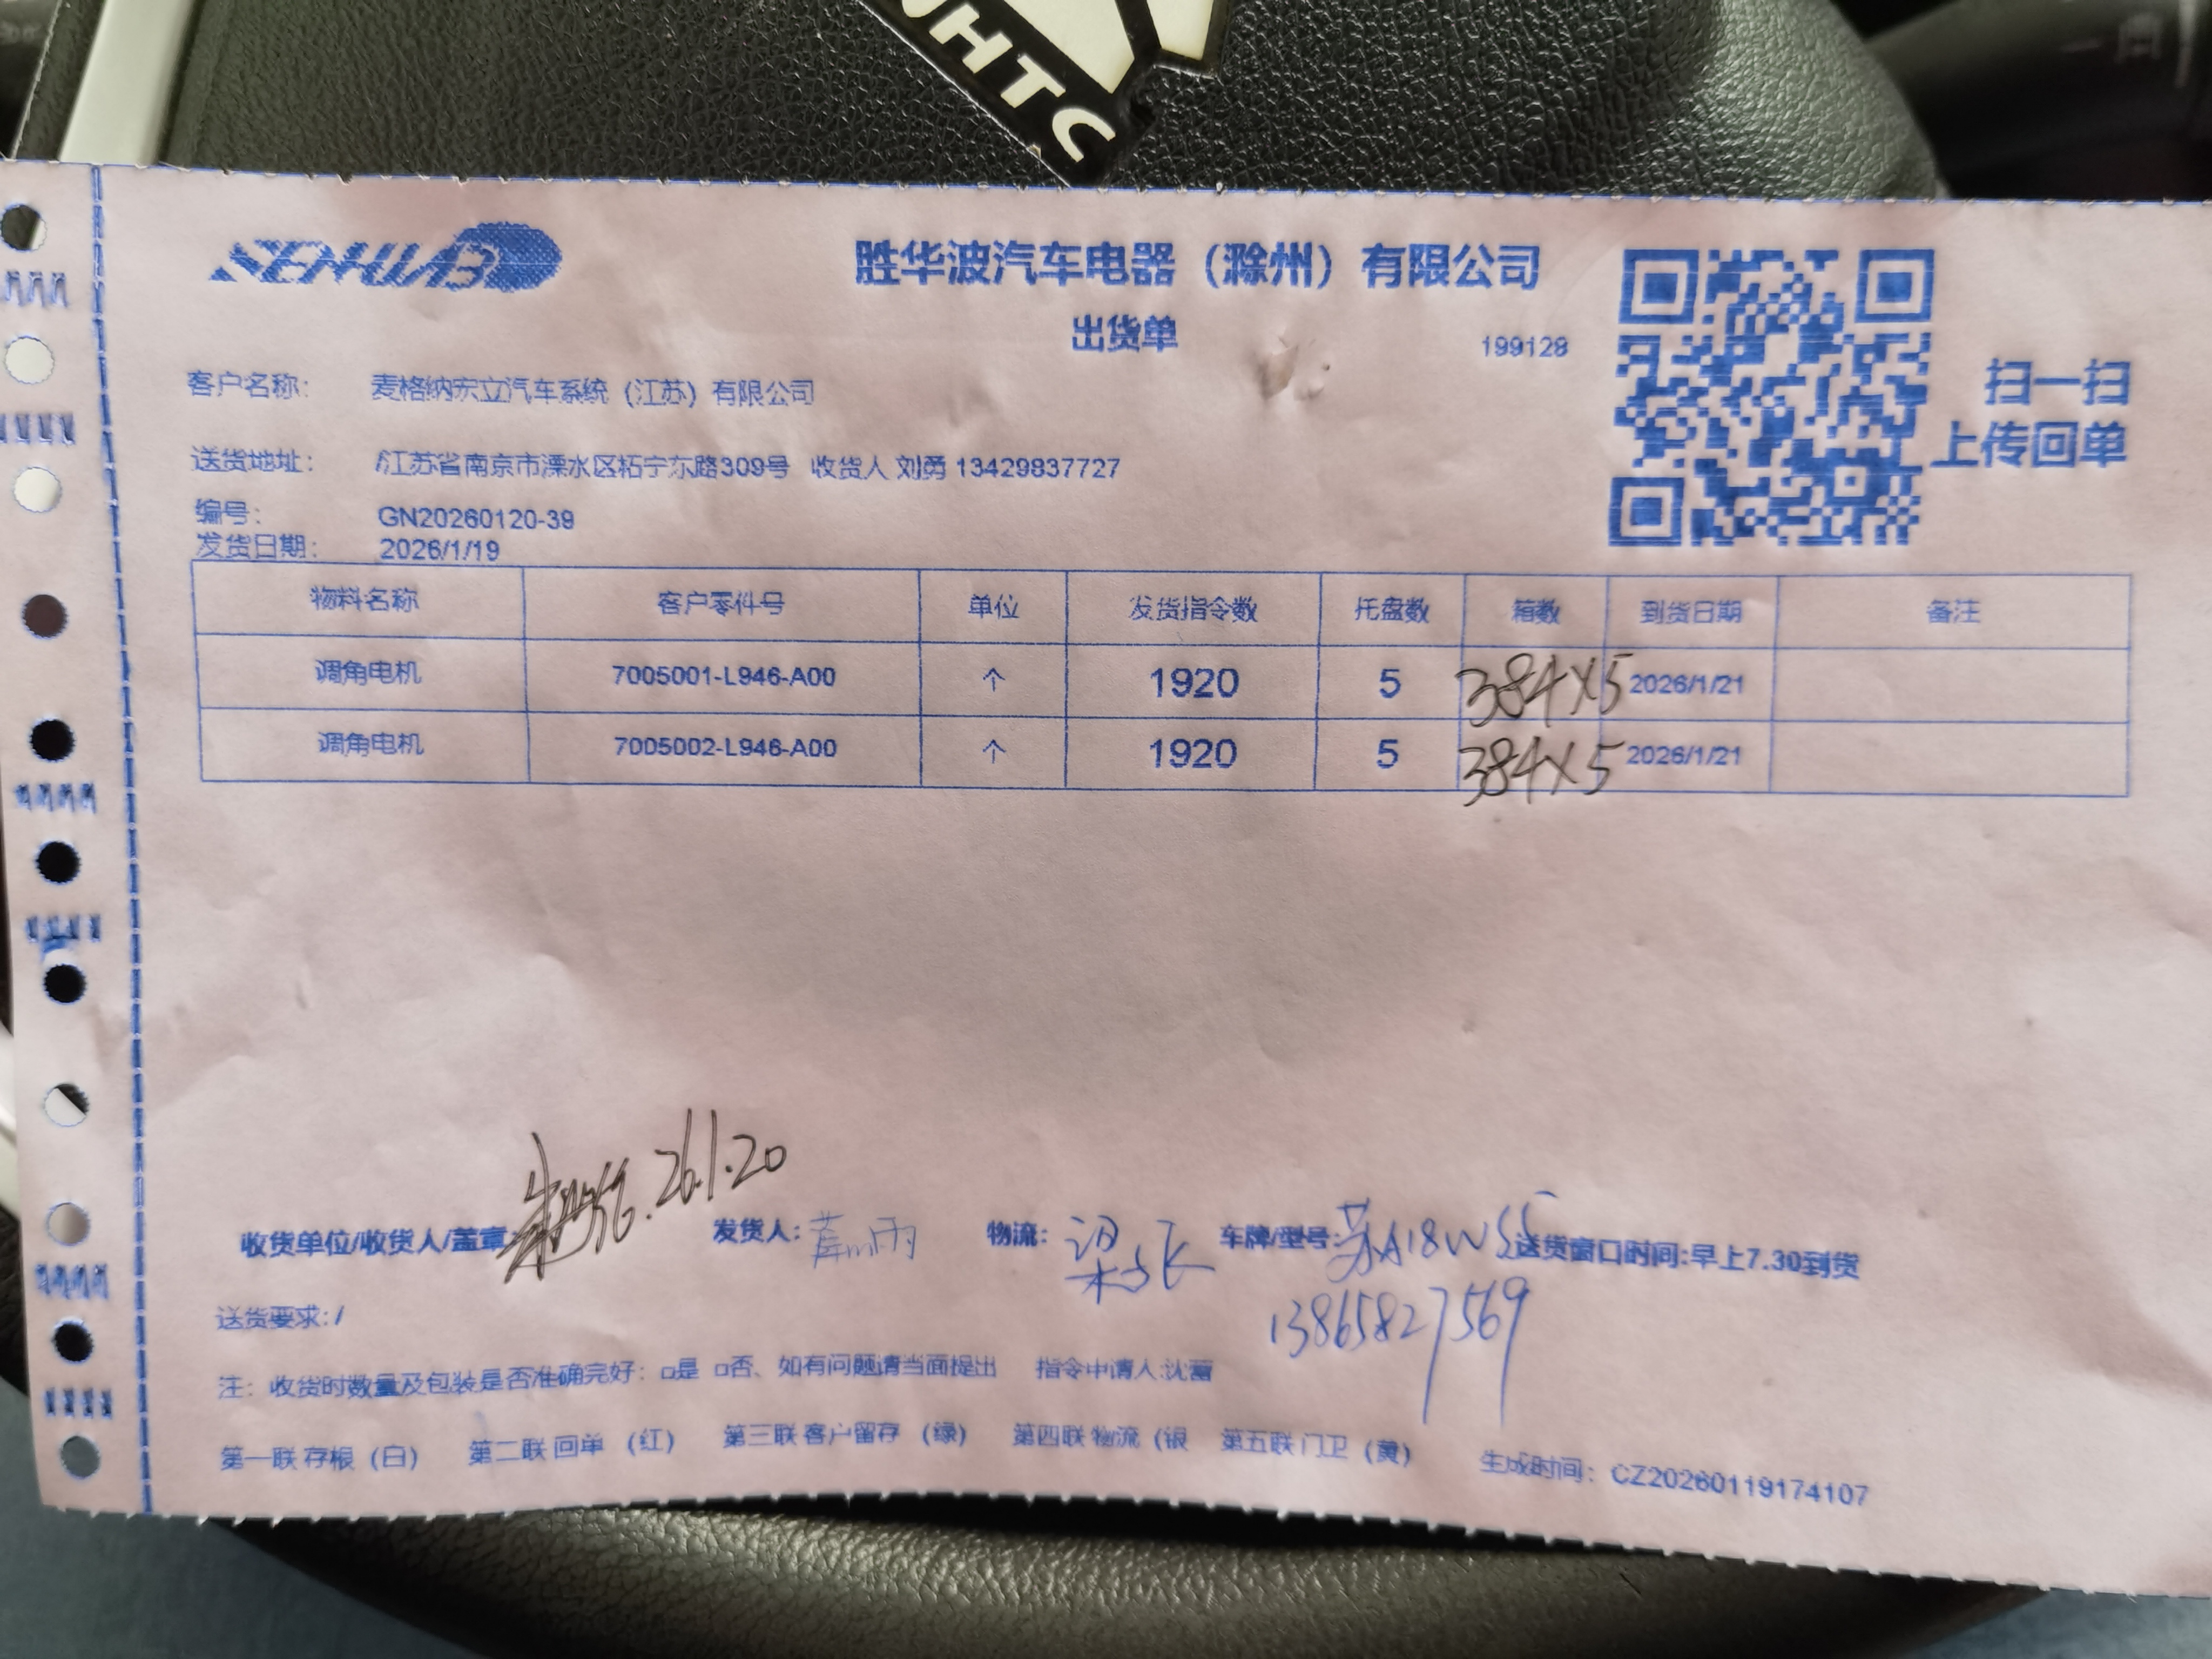 HTC
SENHWA
胜华波汽车电器（滁州）有限公司
出货单
199128
扫一扫
上传回单
客户名称： 麦格纳宏立汽车系统（江苏）有限公司
送货地址： /江苏省南京市溧水区柘宁东路309号 收货人 刘勇 13429837727
编号： GN20260120-39
发货日期： 2026/1/19
物料名称 客户零件号 单位 发货指令数 托盘数 箱数 到货日期 备注
调角电机 7005001-L946-A00 个 1920 5 384×5 2026/1/21
调角电机 7005002-L946-A00 个 1920 5 384×5 2026/1/21
收货单位/收货人/盖章 26.1.20 发货人： 物流： 车牌/型号: 苏A18W55 送货窗口时间:早上7.30到货
13865827569
送货要求: /
注：收货时数量及包装是否准确完好：□是 □否、如有问题请当面提出 指令申请人:沈蕾
第一联 存根（白） 第二联 回单 （红） 第三联 客户留存 （绿） 第四联 物流（银 第五联 门卫（黄） 生成时间： CZ20260119174107